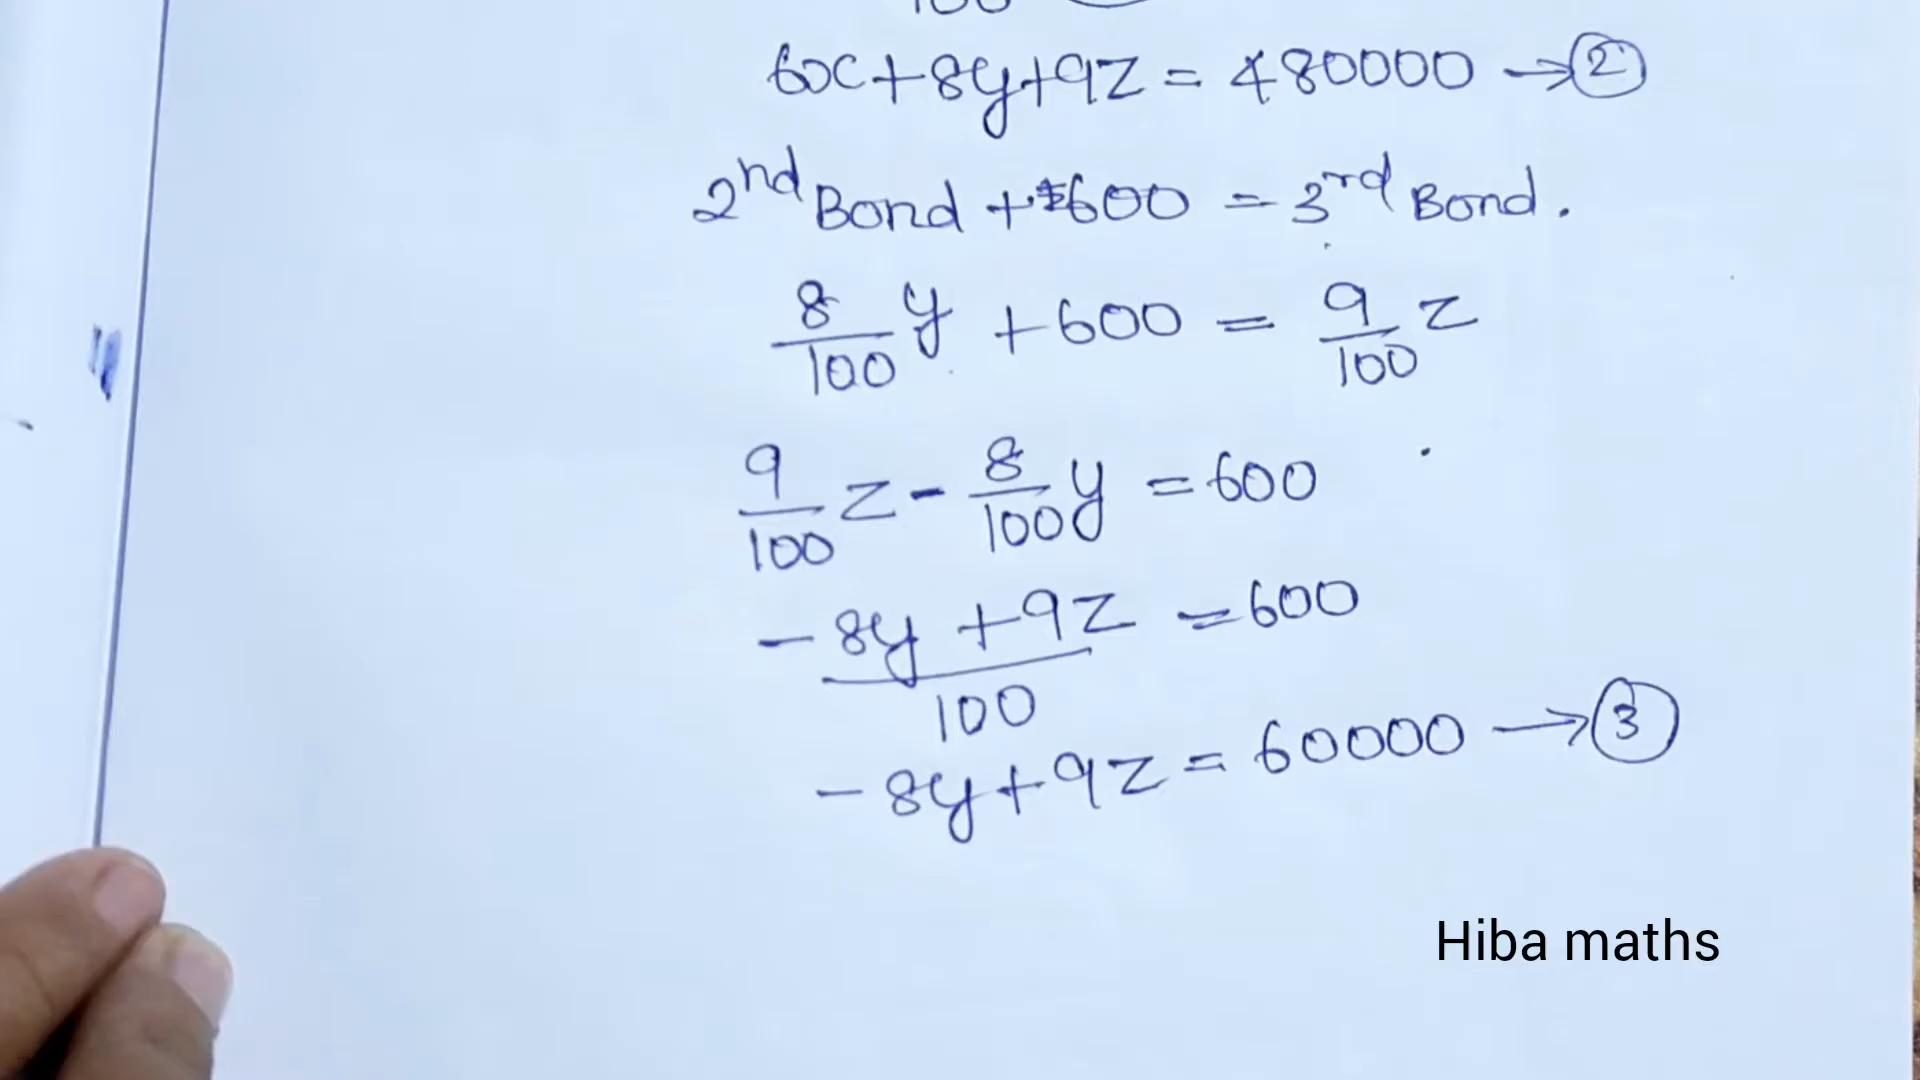 100
6x+8y+9z = 480000 →②
2nd Bond + ₹600 = 3rd Bond.
8/100 y + 600 = 9/100 z
9/100 z - 8/100 y = 600
-8y +9z / 100 = 600
-8y+9z = 60000 →③
Hiba maths